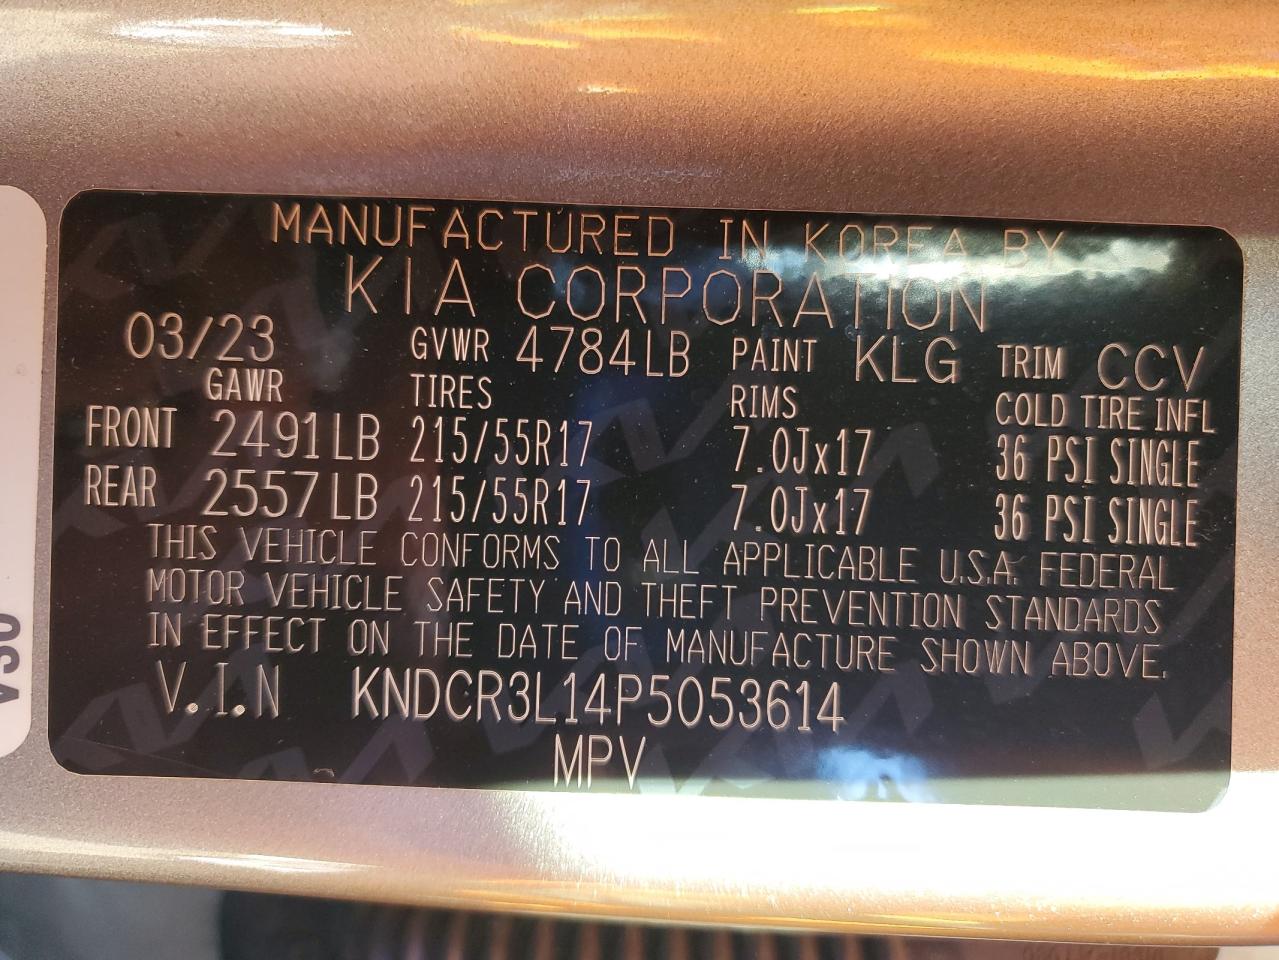 MANUFACTURED IN KOREA BY
KIA CORPORATION
03/23 GVWR 4784LB PAINT KLG TRIM CCV
GAWR TIRES RIMS COLD TIRE INFL
FRONT 2491LB 215/55R17 7.0Jx17 36 PSI SINGLE
REAR 2557LB 215/55R17 7.0Jx17 36 PSI SINGLE
THIS VEHICLE CONFORMS TO ALL APPLICABLE U.S.A. FEDERAL
MOTOR VEHICLE SAFETY AND THEFT PREVENTION STANDARDS
IN EFFECT ON THE DATE OF MANUFACTURE SHOWN ABOVE.
V.I.N KNDCR3L14P5053614
MPV